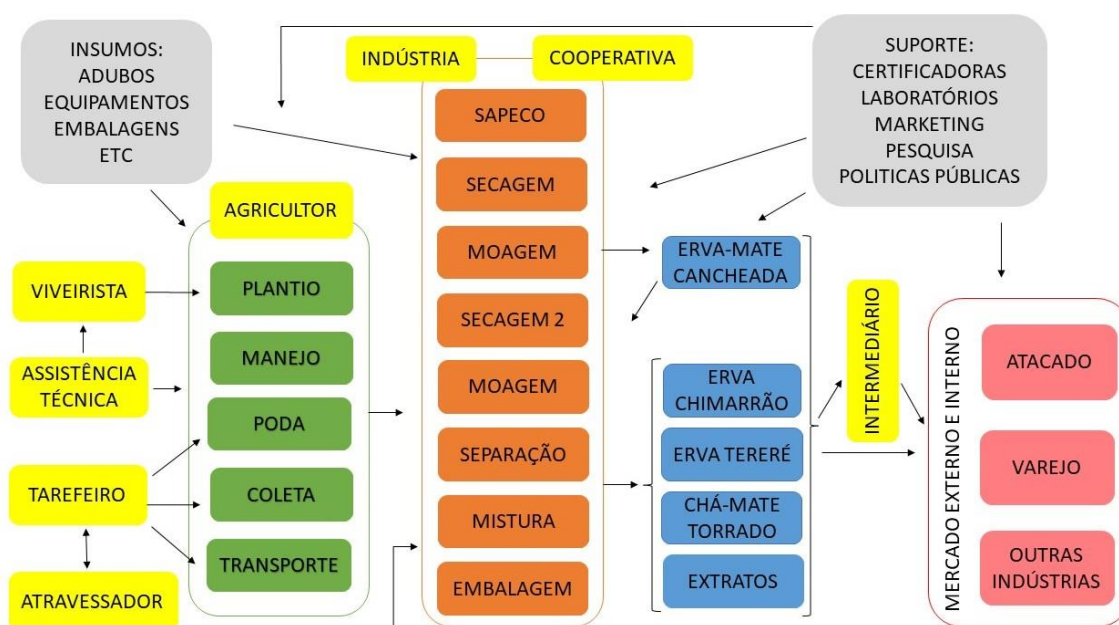 INSUMOS:
ADUBOS
EQUIPAMENTOS
EMBALAGENS
ETC
INDÚSTRIA
COOPERATIVA
SUPORTE:
CERTIFICADORAS
LABORATÓRIOS
MARKETING
PESQUISA
POLITICAS PÚBLICAS
AGRICULTOR
VIVEIRISTA
ASSISTÊNCIA
TÉCNICA
TAREFEIRO
ATRAVESSADOR
PLANTIO
MANEJO
PODA
COLETA
TRANSPORTE
SAPECO
SECAGEM
MOAGEM
SECAGEM 2
MOAGEM
SEPARAÇÃO
MISTURA
EMBALAGEM
ERVA-MATE
CANCHEADA
ERVA
CHIMARRÃO
ERVA TERERÉ
CHÁ-MATE
TORRADO
EXTRATOS
INTERMEDIÁRIO
MERCADO EXTERNO E INTERNO
ATACADO
VAREJO
OUTRAS
INDÚSTRIAS